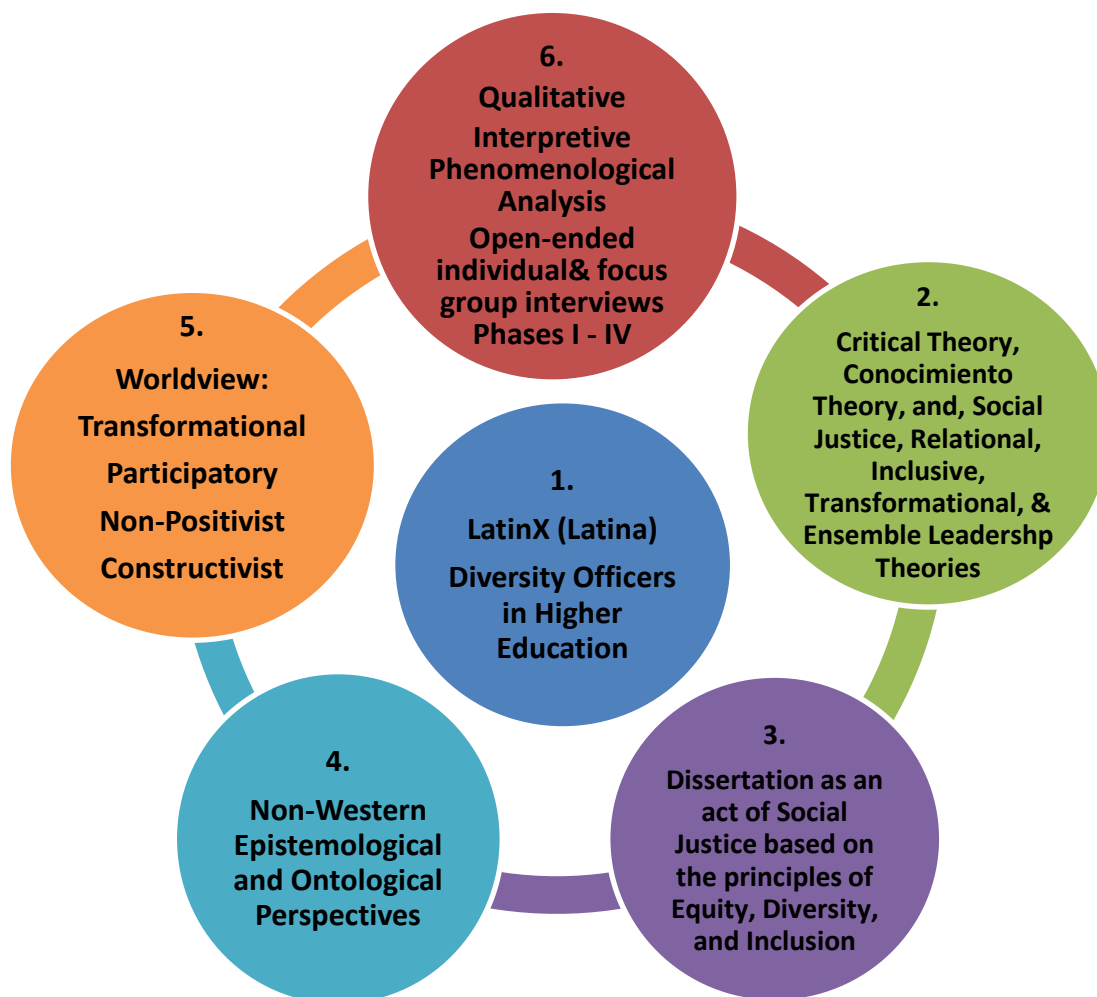 6.
Qualitative
Interpretive
Phenomenological
Analysis
Open-ended
individual& focus
group interviews
Phases I - IV
2.
Critical Theory,
Conocimiento
Theory, and, Social
Justice, Relational,
Inclusive,
Transformational, &
Ensemble Leadershp
Theories
5.
Worldview:
Transformational
Participatory
Non-Positivist
Constructivist
1.
LatinX (Latina)
Diversity Officers
in Higher
Education
3.
Dissertation as an
act of Social
Justice based on
the principles of
Equity, Diversity,
and Inclusion
4.
Non-Western
Epistemological
and Ontological
Perspectives